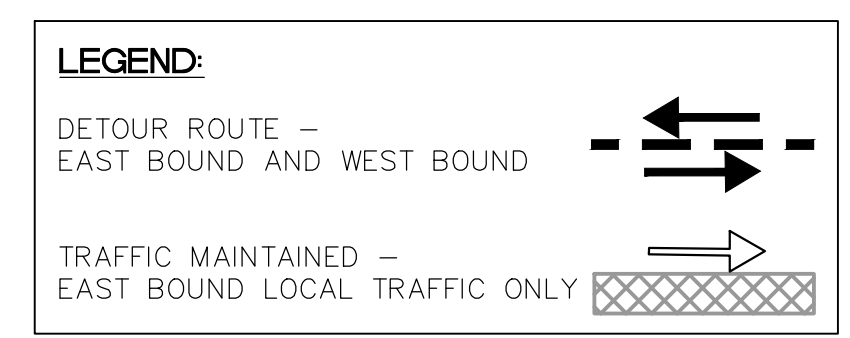 LEGEND:
DETOUR ROUTE –
EAST BOUND AND WEST BOUND
TRAFFIC MAINTAINED –
EAST BOUND LOCAL TRAFFIC ONLY